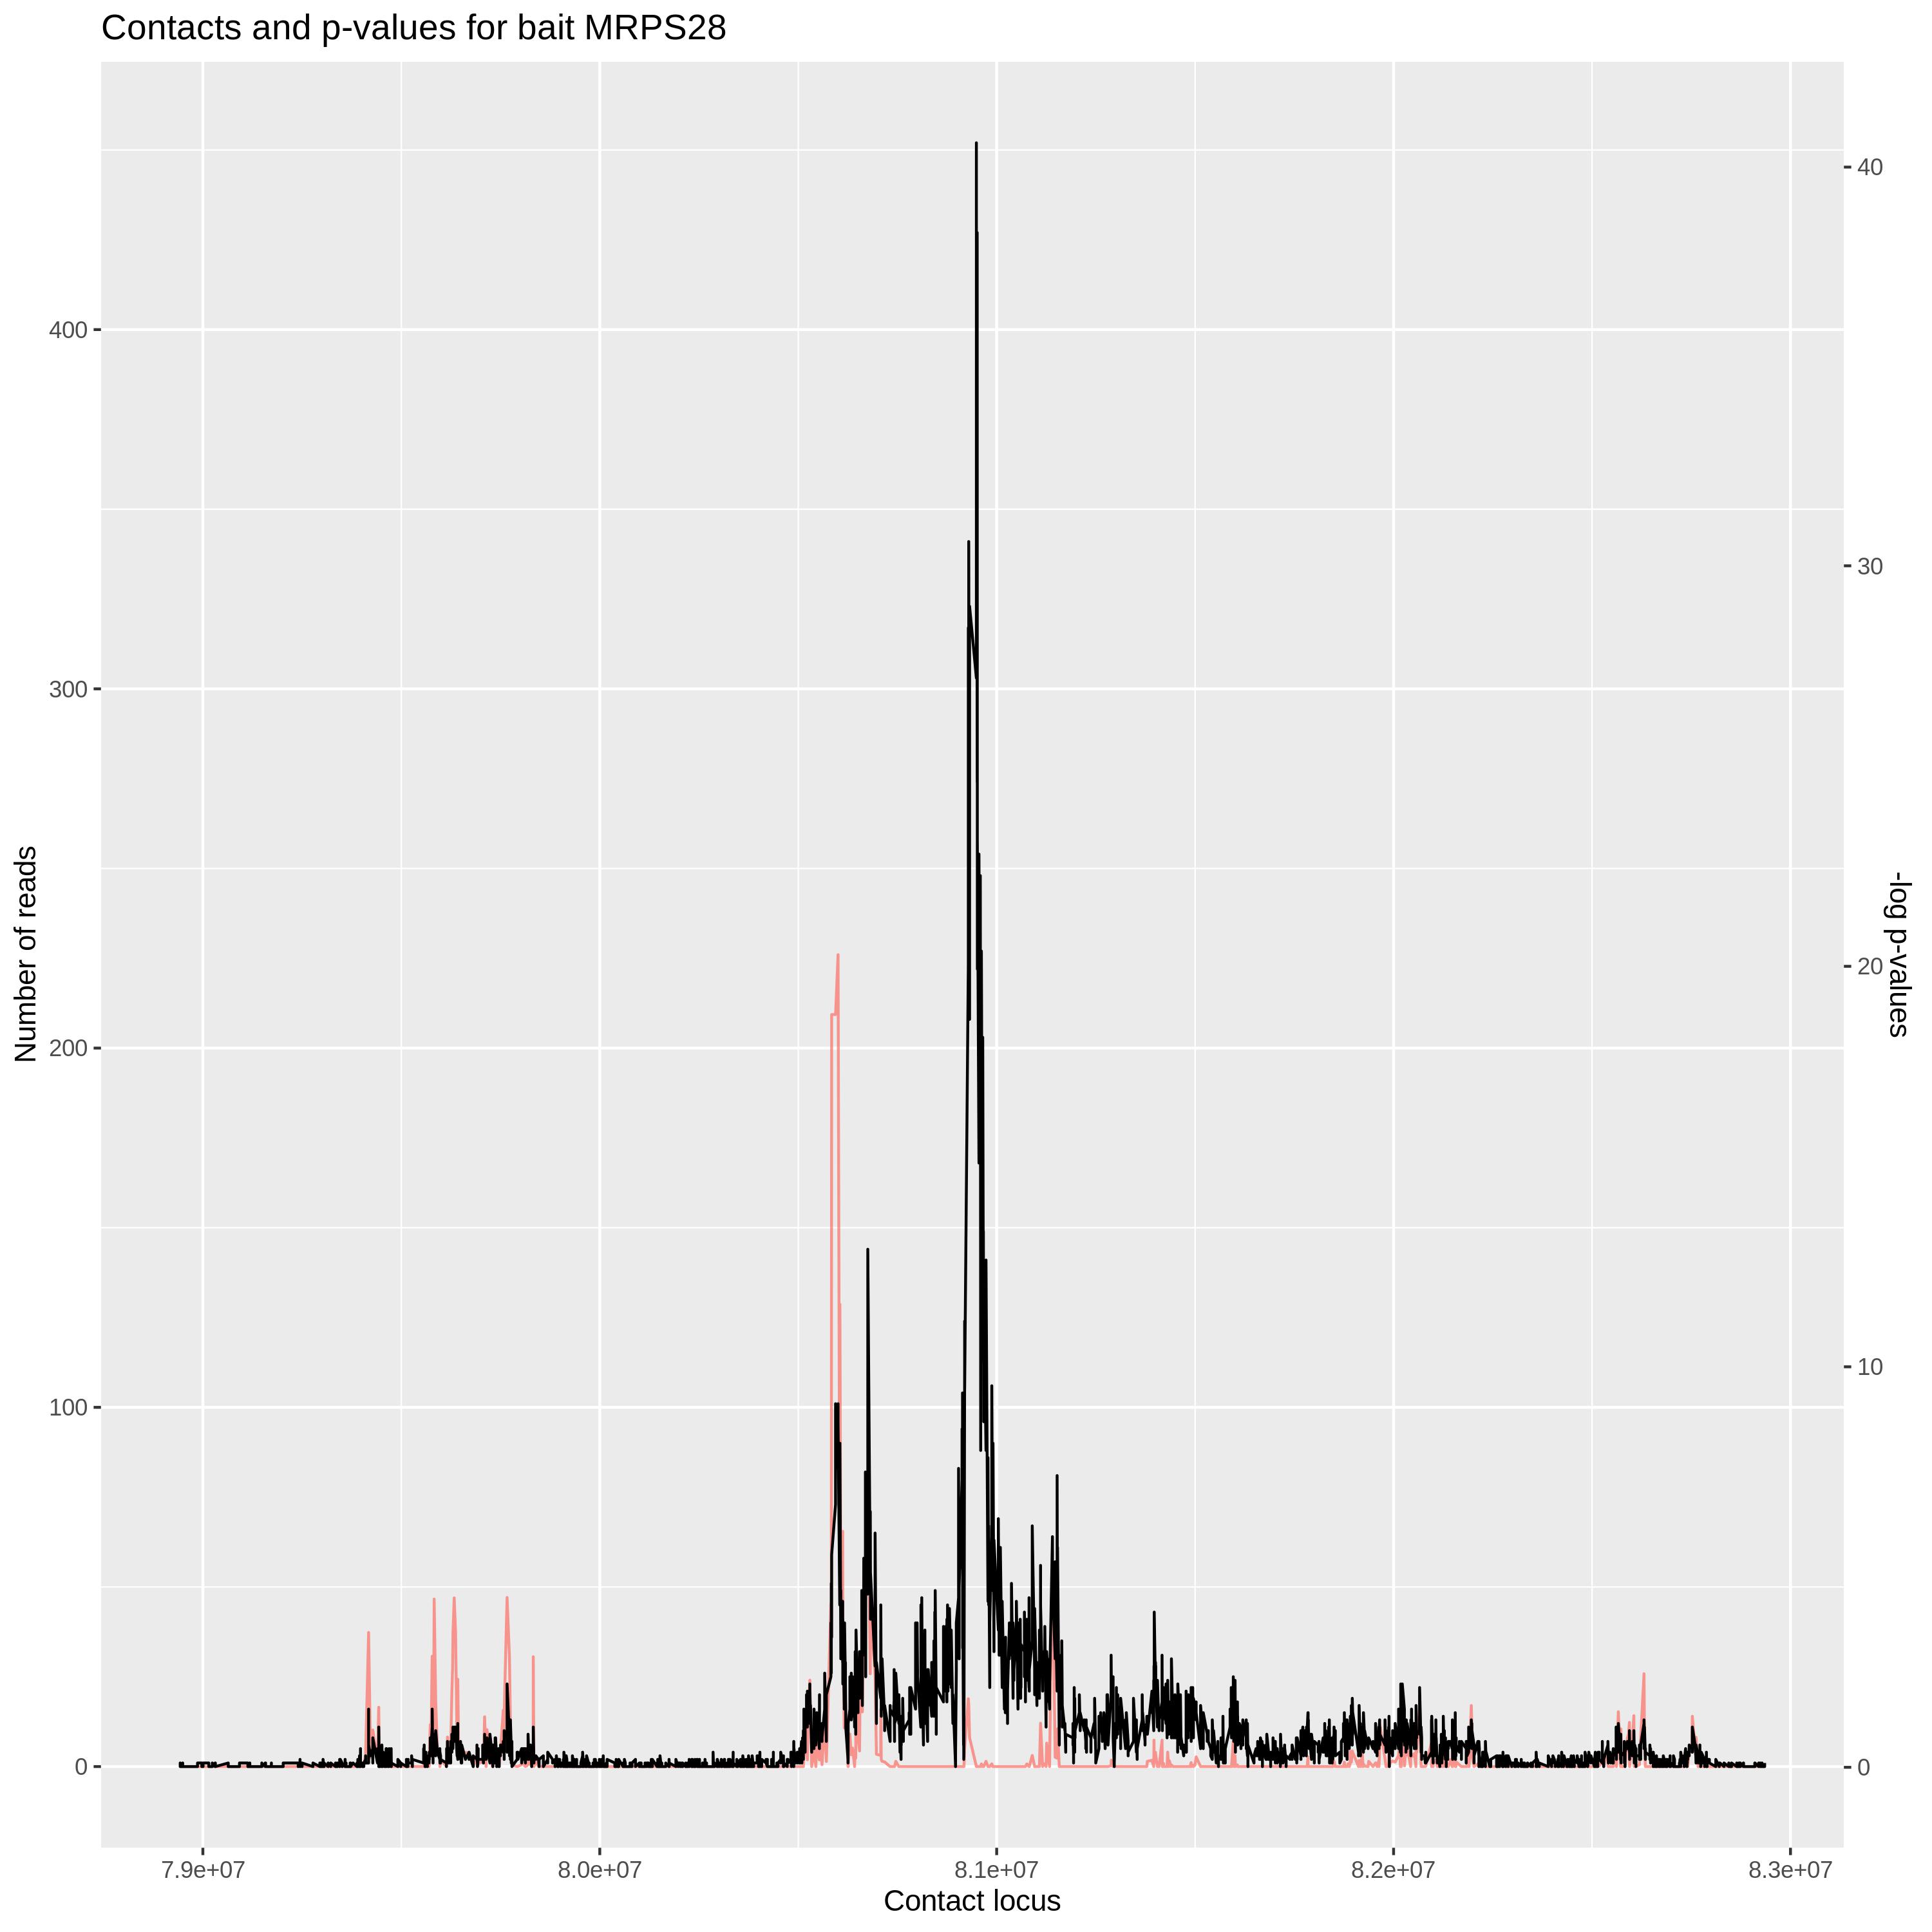 Contacts and p-values for bait MRPS28
Number of reads
400
300
200
100
0
40
30
20
10
0
-log p-values
7.9e+07 8.0e+07 8.1e+07 8.2e+07 8.3e+07
Contact locus